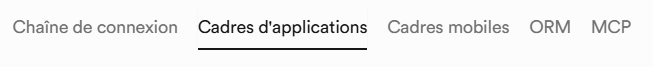 Chaîne de connexion Cadres d'applications Cadres mobiles ORM MCP